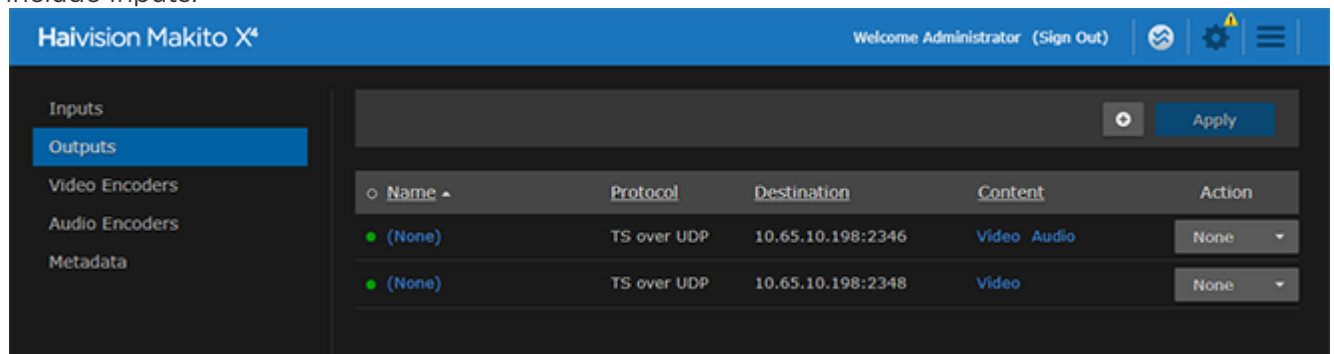 include Inputs.
Haivision Makito X4 Welcome Administrator (Sign Out)
Inputs
Outputs
Video Encoders
Audio Encoders
Metadata
Apply
Name Protocol Destination Content Action
(None) TS over UDP 10.65.10.198:2346 Video Audio None
(None) TS over UDP 10.65.10.198:2348 Video None